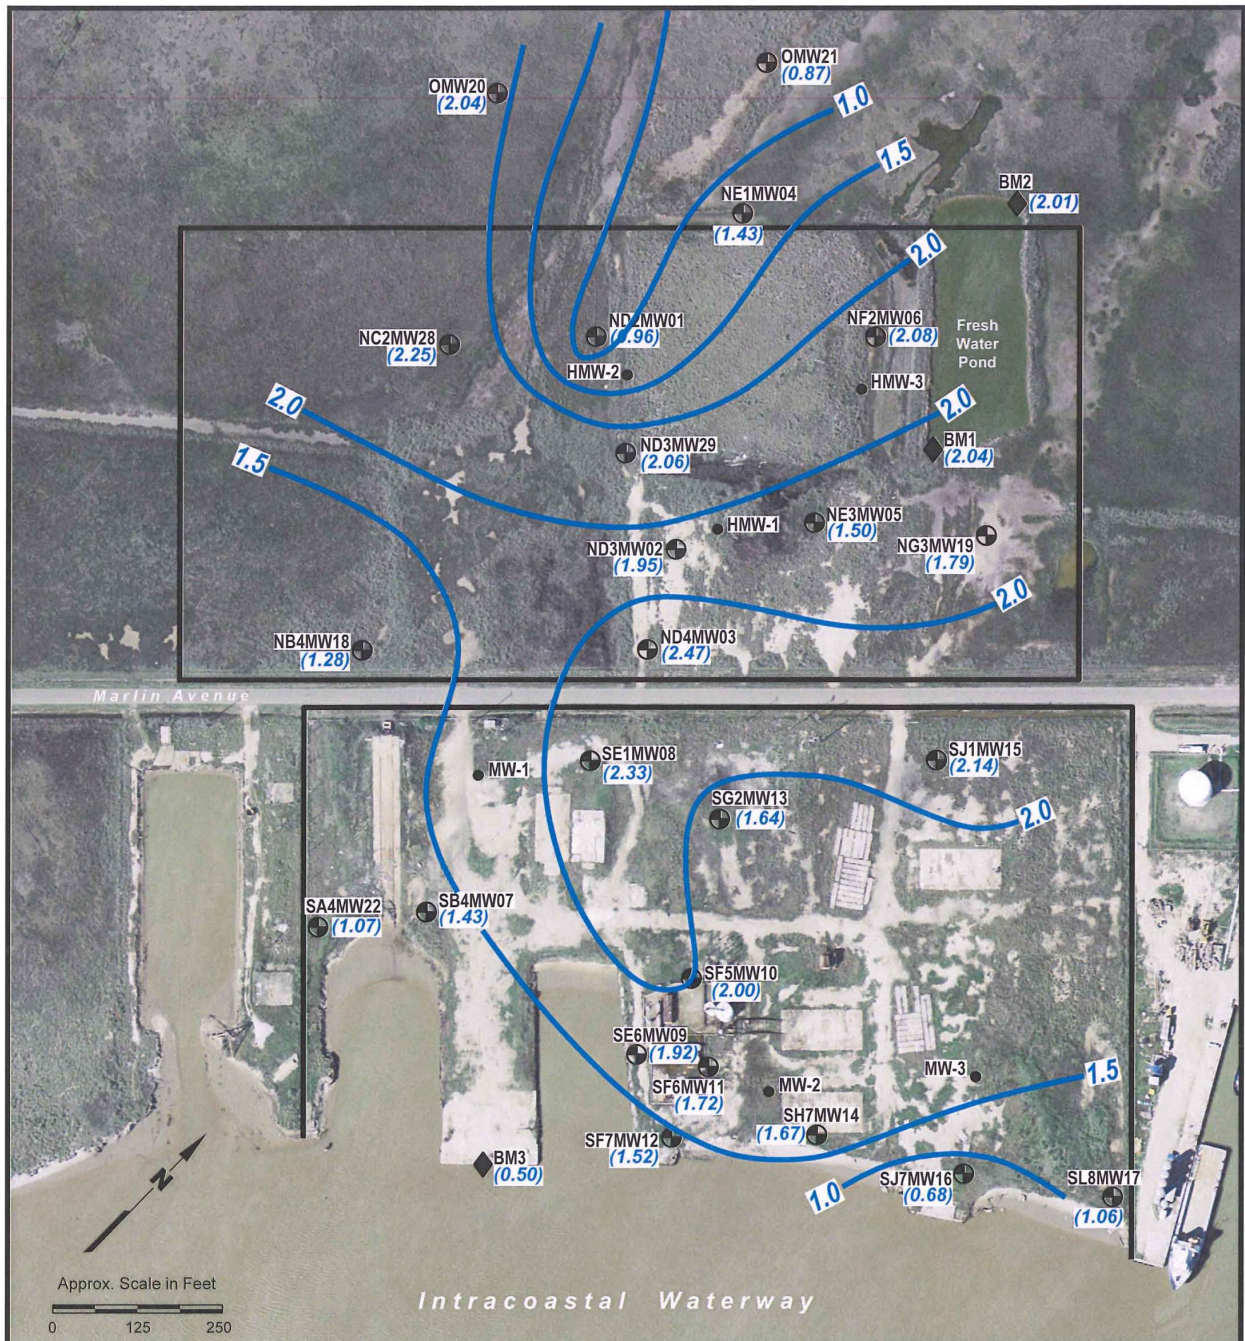 OMW21
(0.87)
OMW20
(2.04)
1.0
1.5
BM2
(2.01)
NE1MW04
(1.43)
2.0
ND2MW01
(0.96)
NF2MW06
(2.08)
Fresh
Water
Pond
NC2MW28
(2.25)
HMW-2
HMW-3
2.0
2.0
1.5
ND3MW29
(2.06)
BM1
(2.04)
NE3MW05
(1.50)
HMW-1
NG3MW19
(1.79)
ND3MW02
(1.95)
2.0
NB4MW18
(1.28)
ND4MW03
(2.47)
Marlin Avenue
SE1MW08
(2.33)
MW-1
SJ1MW15
(2.14)
SG2MW13
(1.64)
2.0
SA4MW22
(1.07)
SB4MW07
(1.43)
SF5MW10
(2.00)
SE6MW09
(1.92)
SF6MW11
(1.72)
MW-3
1.5
MW-2
SH7MW14
(1.67)
SF7MW12
(1.52)
BM3
(0.50)
N
SJ7MW16
(0.68)
1.0
SL8MW17
(1.06)
Approx. Scale in Feet
0 125 250
Intracoastal Waterway